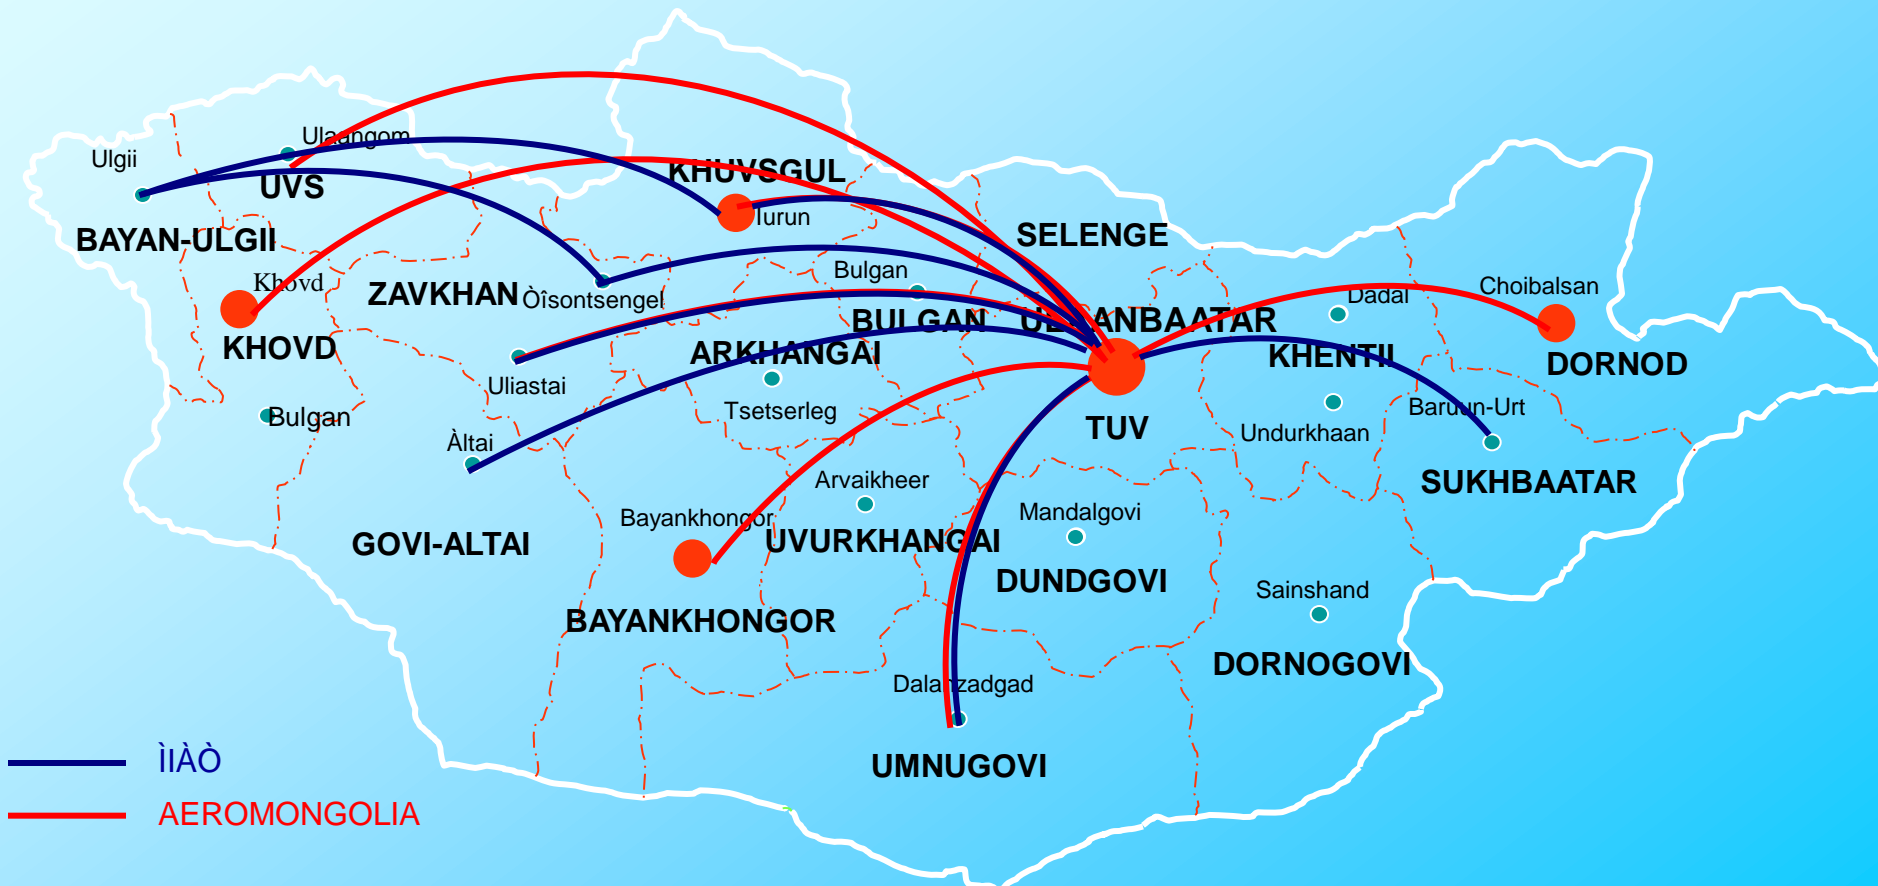 Ulaangom
Ulgii
UVS
KHUVSGUL
Turun
BAYAN-ULGII
SELENGE
Khovd
ZAVKHAN
Òîsontsengel
Bulgan
Dadal
Choibalsan
KHOVD
BULGAN
ULAANBAATAR
ARKHANGAI
KHENTII
DORNOD
Uliastai
Bulgan
Tsetserleg
TUV
Undurkhaan
Baruun-Urt
Àltai
Arvaikheer
SUKHBAATAR
Bayankhongor
Mandalgovi
GOVI-ALTAI
UVURKHANGAI
DUNDGOVI
Sainshand
BAYANKHONGOR
DORNOGOVI
Dalanzadgad
UMNUGOVI
ÌIÀÒ
AEROMONGOLIA